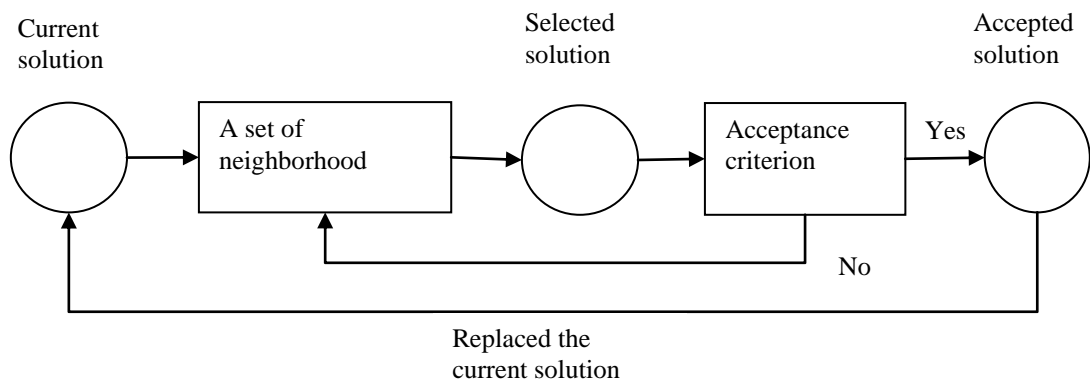 Current
solution
Selected
solution
Accepted
solution
A set of
neighborhood
Acceptance
criterion
Yes
No
Replaced the
current solution